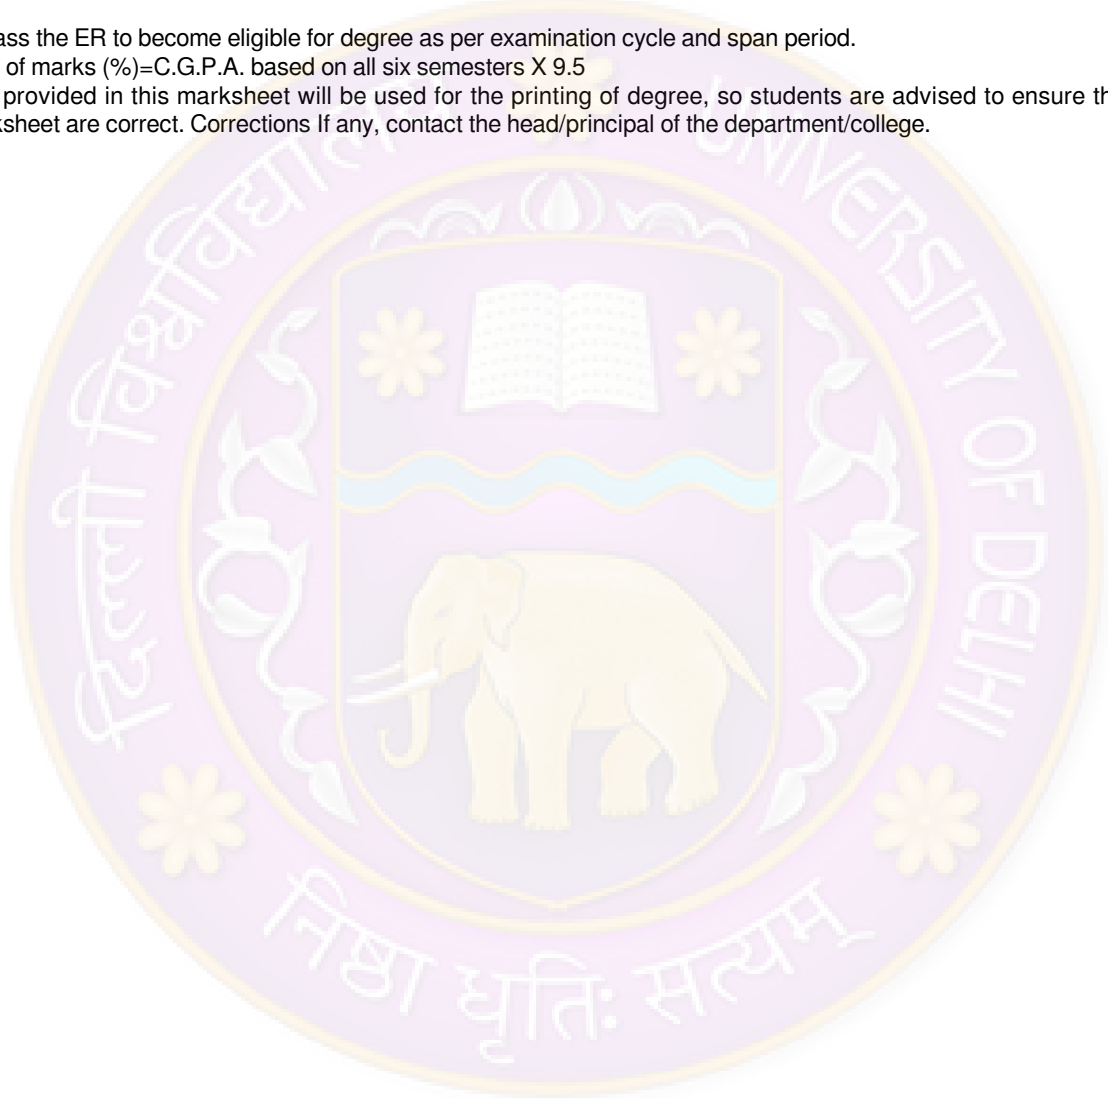 ass the ER to become eligible for degree as per examination cycle and span period.
of marks (%)=C.G.P.A. based on all six semesters X 9.5
provided in this marksheet will be used for the printing of degree, so students are advised to ensure th
ksheet are correct. Corrections If any, contact the head/principal of the department/college.
दिल्ली विश्वविद्यालय
UNIVERSITY OF DELHI
निष्ठा धृतिः सत्यम्